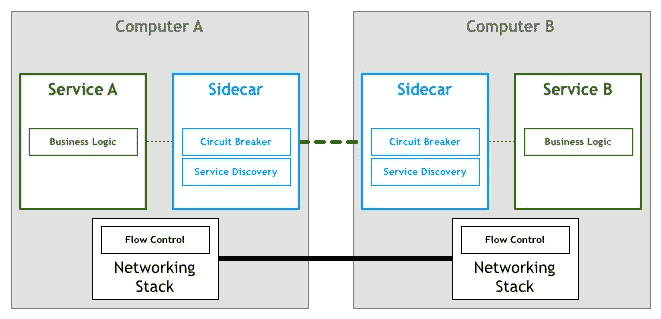 Computer A
Computer B
Service A
Sidecar
Sidecar
Service B
Business Logic
Circuit Breaker
Circuit Breaker
Business Logic
Service Discovery
Service Discovery
Flow Control
Flow Control
Networking
Stack
Networking
Stack